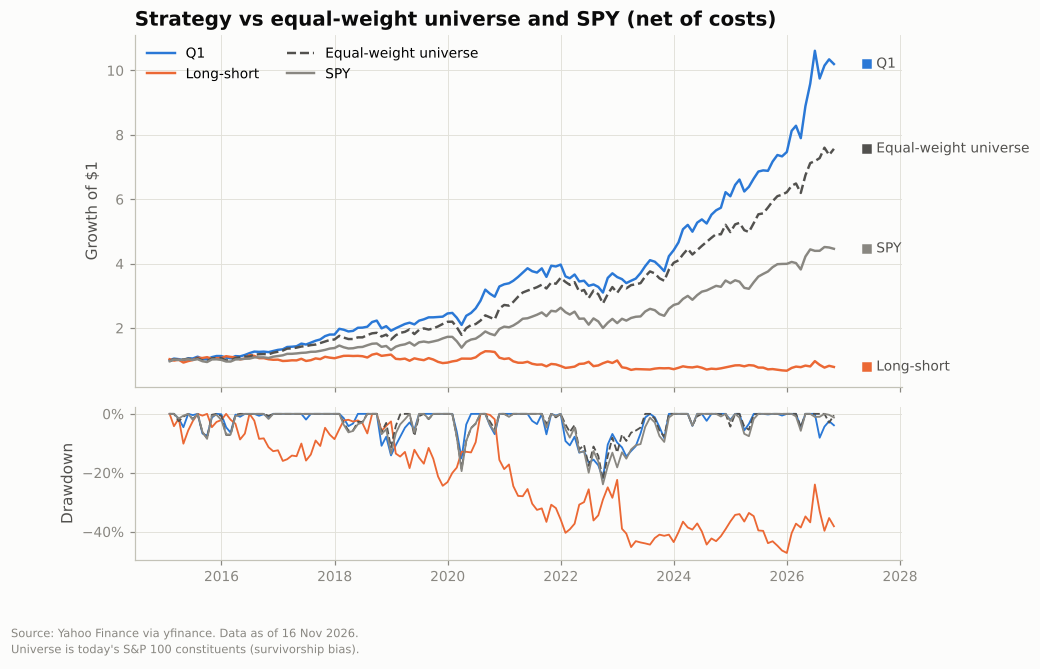 Strategy vs equal-weight universe and SPY (net of costs)
Q1
Equal-weight universe
Long-short
SPY
Growth of $1
10
8
6
4
2
Q1
Equal-weight universe
SPY
Long-short
Drawdown
0%
−20%
−40%
2016 2018 2020 2022 2024 2026 2028
Source: Yahoo Finance via yfinance. Data as of 16 Nov 2026.
Universe is today's S&P 100 constituents (survivorship bias).